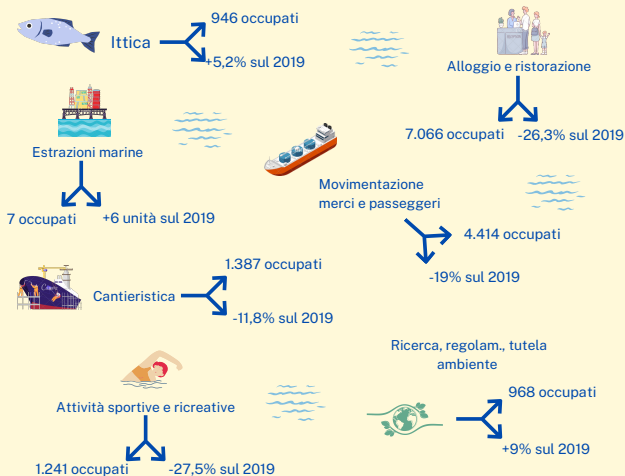 Ittica
946 occupati
+5,2% sul 2019
Alloggio e ristorazione
7.066 occupati
-26,3% sul 2019
Estrazioni marine
7 occupati
+6 unità sul 2019
Movimentazione
merci e passeggeri
4.414 occupati
-19% sul 2019
Cantieristica
1.387 occupati
-11,8% sul 2019
Ricerca, regolam., tutela
ambiente
968 occupati
+9% sul 2019
Attività sportive e ricreative
1.241 occupati
-27,5% sul 2019